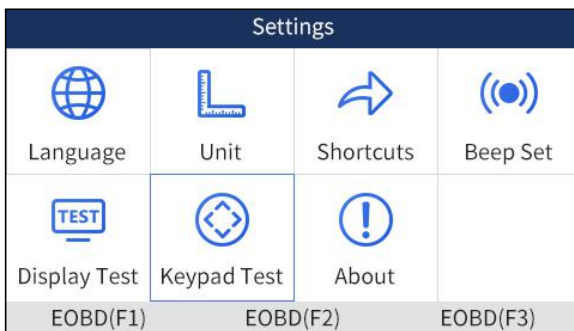 Settings
Language Unit Shortcuts Beep Set
TEST
Display Test Keypad Test About
EOBD(F1) EOBD(F2) EOBD(F3)